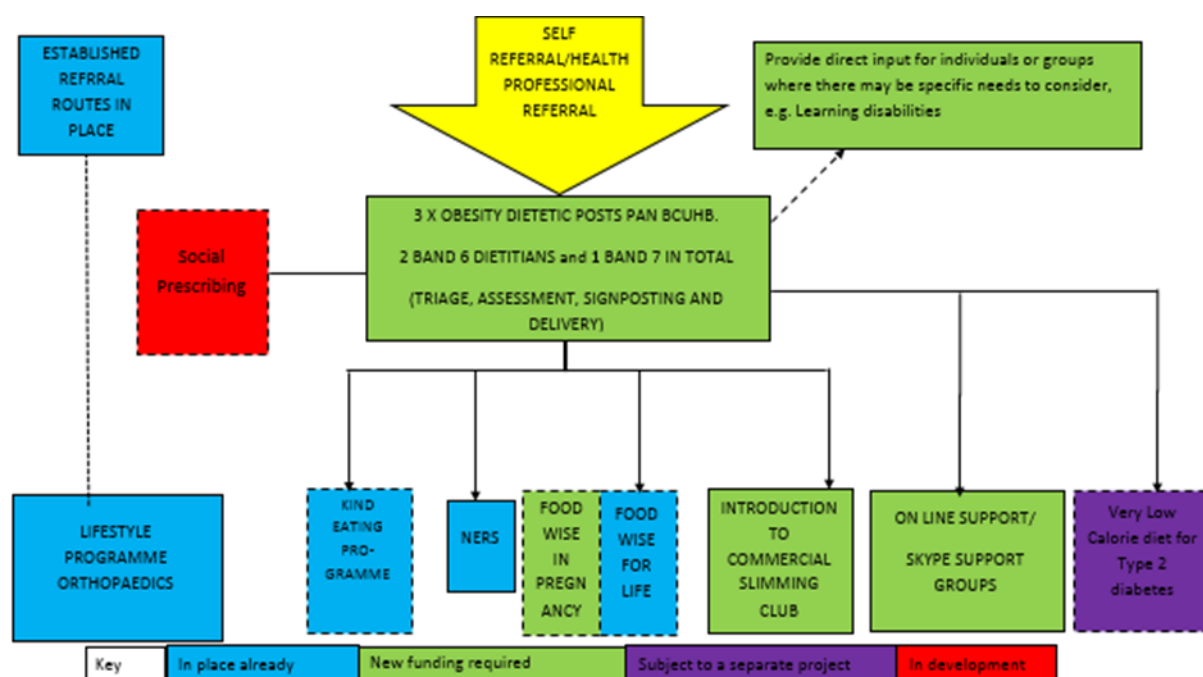 ESTABLISHED
REFRRAL
ROUTES IN
PLACE
SELF
REFERRAL/HEALTH
PROFESSIONAL
REFERRAL
Provide direct input for individuals or groups
where there may be specific needs to consider,
e.g. Learning disabilities
Social
Prescribing
3 X OBESITY DIETETIC POSTS PAN BCUHB.
2 BAND 6 DIETITIANS and 1 BAND 7 IN TOTAL
(TRIAGE, ASSESSMENT, SIGNPOSTING AND
DELIVERY)
LIFESTYLE
PROGRAMME
ORTHOPAEDICS
KIND
EATING
PRO-
GRAMME
NERS
FOOD
WISE
IN
PREGN
ANCY
FOOD
WISE
FOR
LIFE
INTRODUCTION
TO
COMMERCIAL
SLIMMING
CLUB
ON LINE SUPPORT/
SKYPE SUPPORT
GROUPS
Very Low
Calorie diet for
Type 2
diabetes
Key
In place already
New funding required
Subject to a separate project
In development